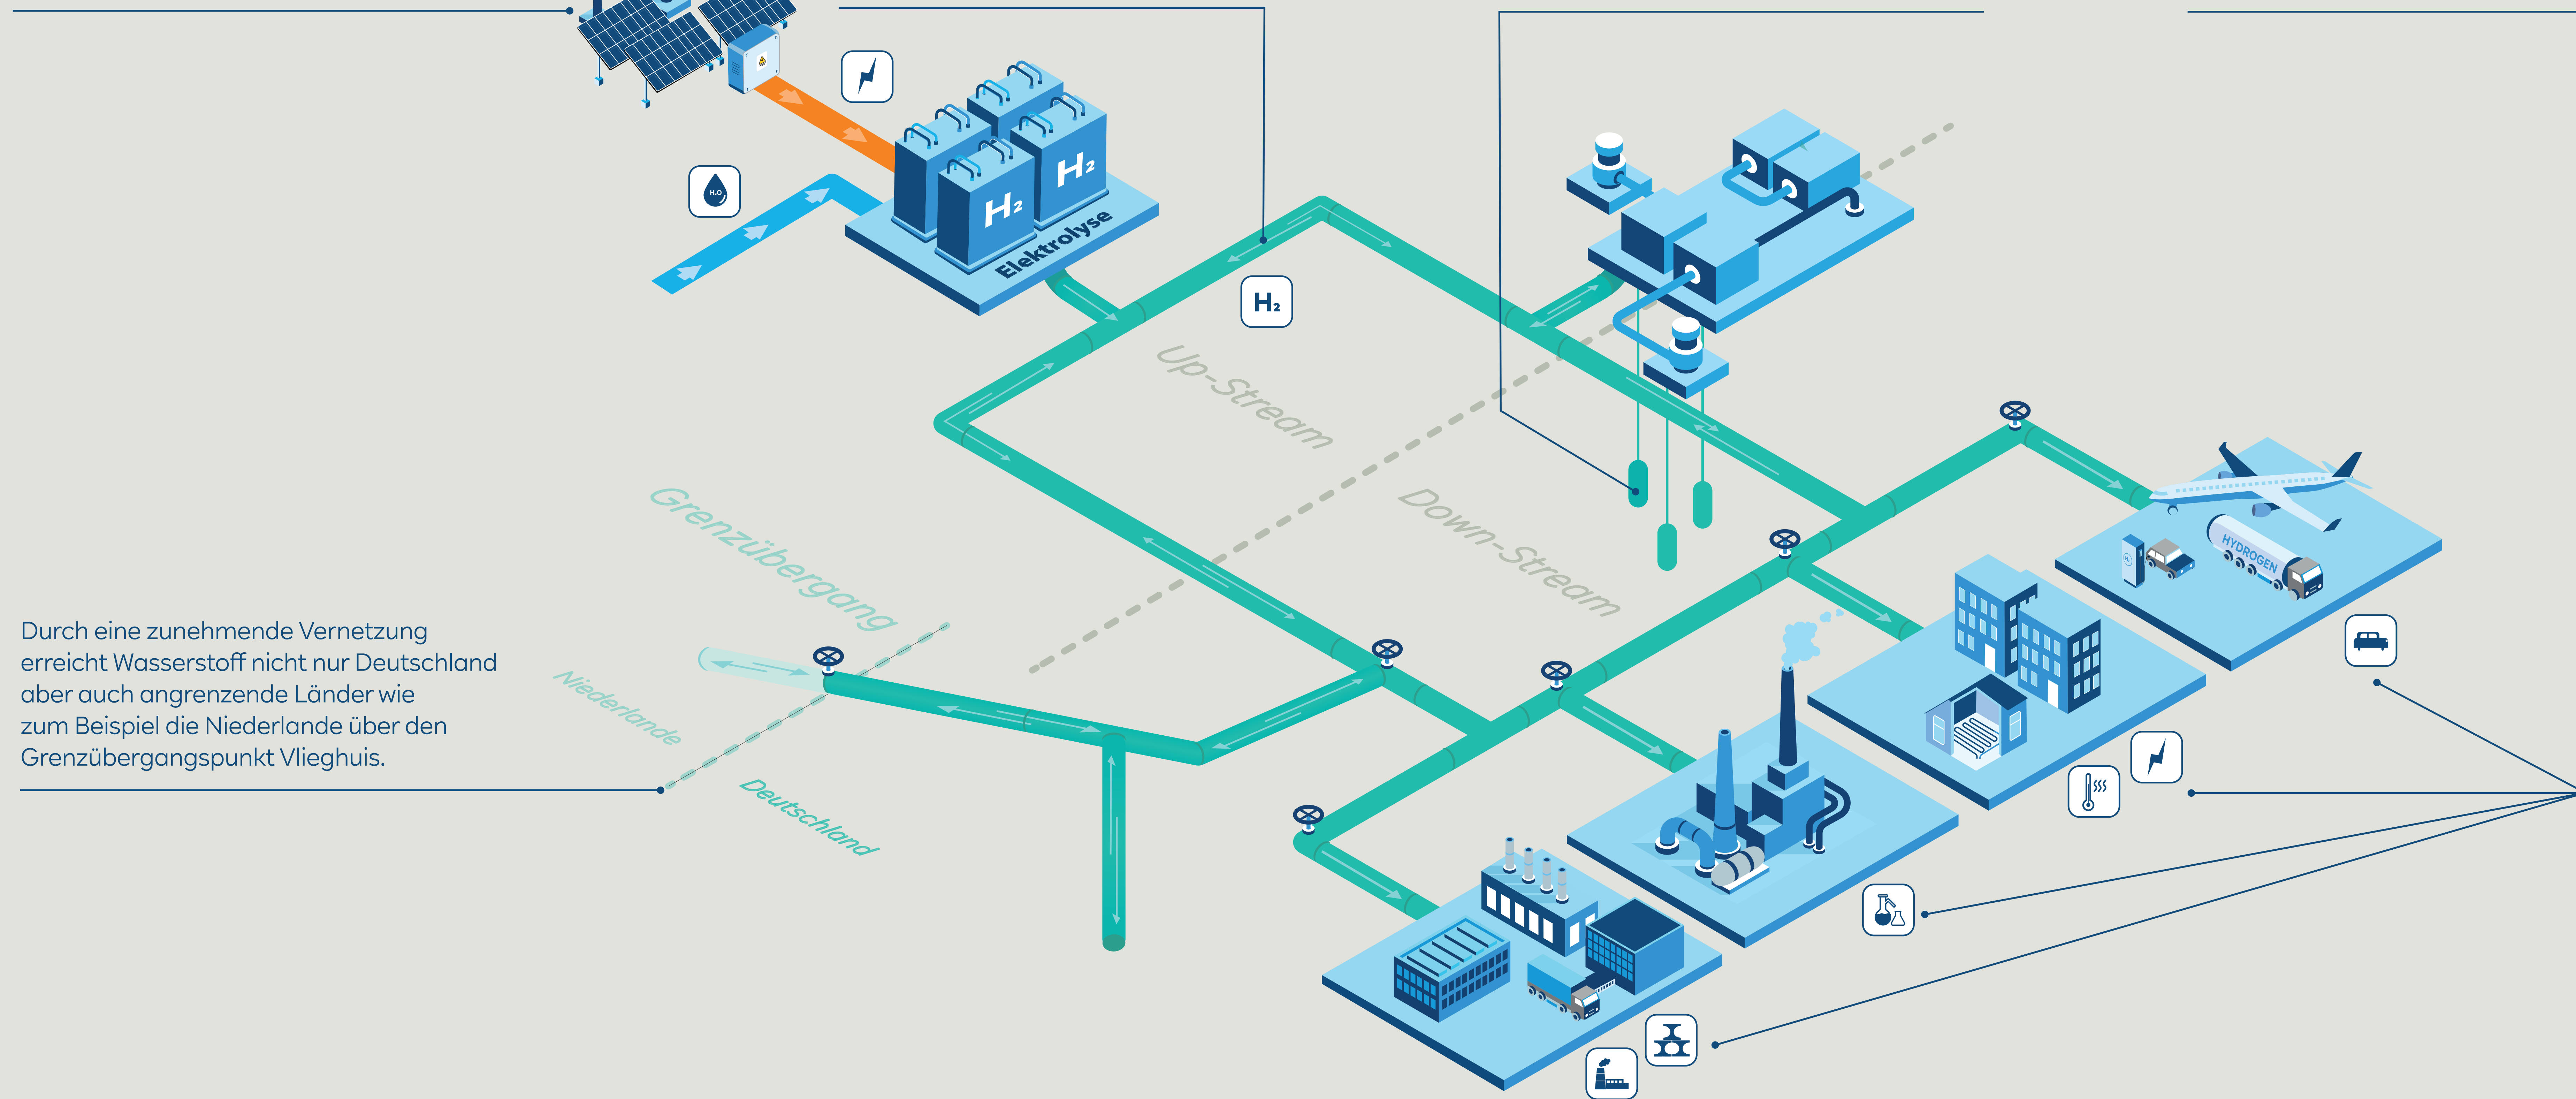 H₂O
H₂
H₂
Elektrolyse
H₂
Up-Stream
Down-Stream
Grenzübergang
Niederlande
Deutschland
HYDROGEN
Durch eine zunehmende Vernetzung
erreicht Wasserstoff nicht nur Deutschland
aber auch angrenzende Länder wie
zum Beispiel die Niederlande über den
Grenzübergangspunkt Vlieghuis.